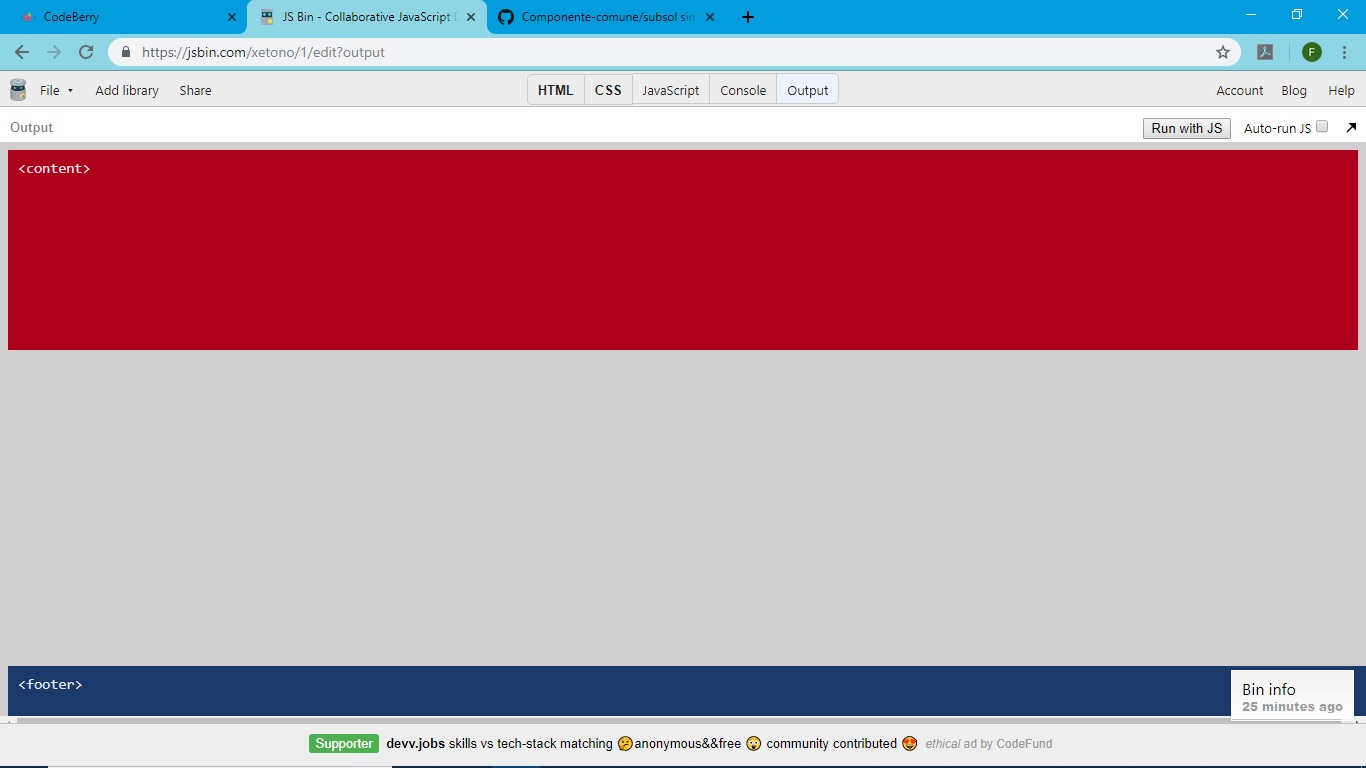 CodeBerry
JS Bin - Collaborative JavaScript D
Componente-comune/subsol sim
https://jsbin.com/xetono/1/edit?output
F
File
Add library
Share
HTML
CSS
JavaScript
Console
Output
Account
Blog
Help
Output
Run with JS
Auto-run JS
<content>
<footer>
Bin info
25 minutes ago
Supporter devv.jobs skills vs tech-stack matching 🤔anonymous&&free 😲 community contributed 🤩 ethical ad by CodeFund